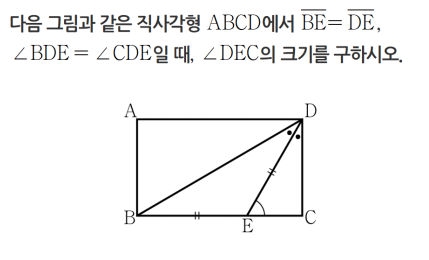 다음 그림과 같은 직사각형 ABCD에서 BE = DE,
∠BDE = ∠CDE일 때, ∠DEC의 크기를 구하시오.
A
D
B
E
C